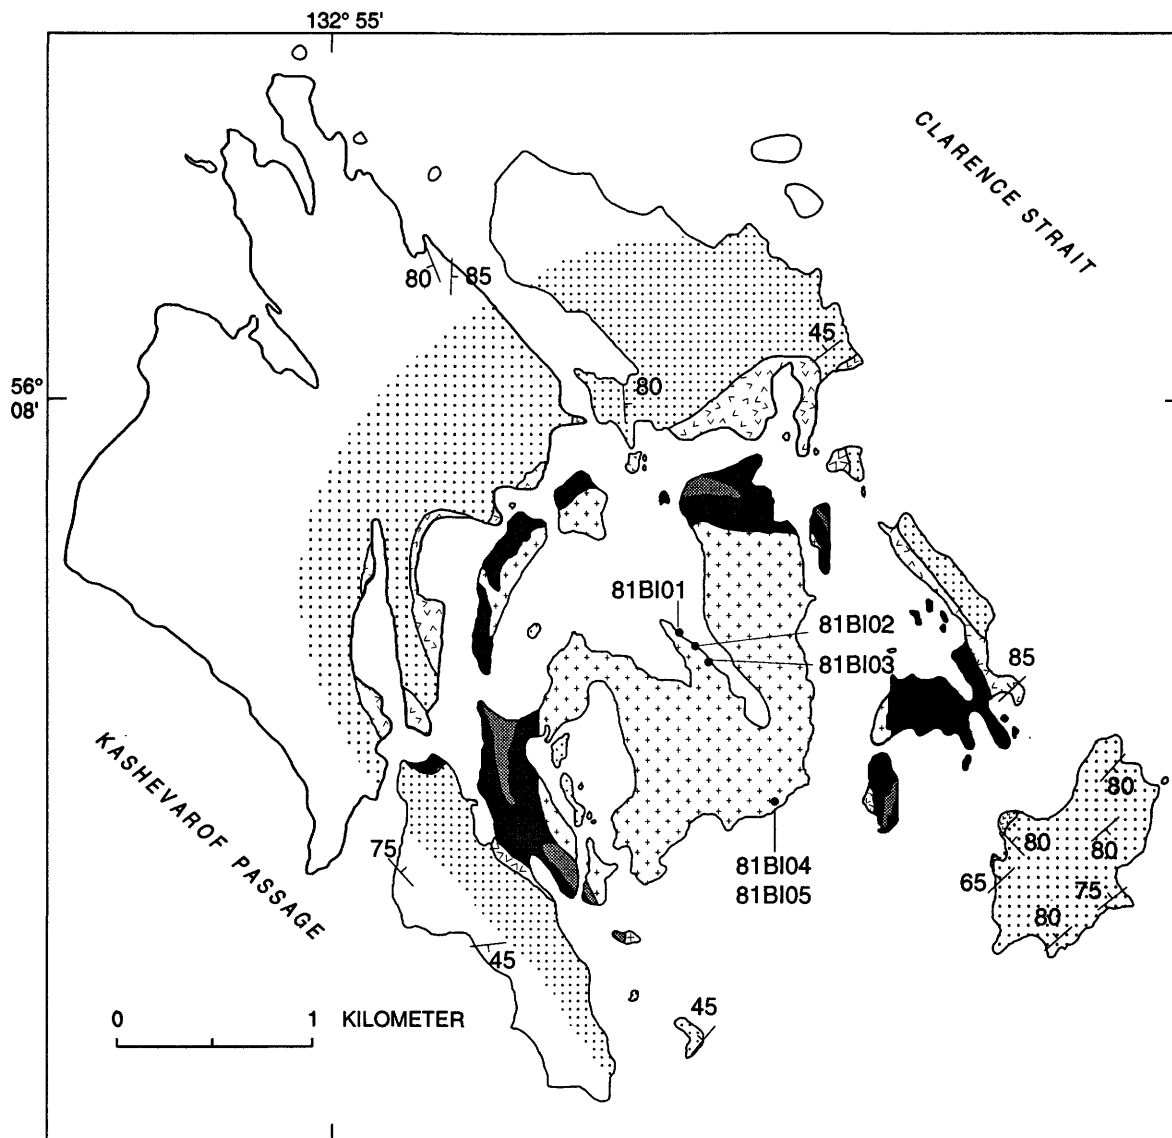 132° 55'
CLARENCE STRAIT
80
85
45
56°
08'
80
81BI01
81BI02
81BI03
85
KASHEVAROF PASSAGE
80
75
80
80
81BI04
81BI05
65
75
80
45
45
0 1 KILOMETER